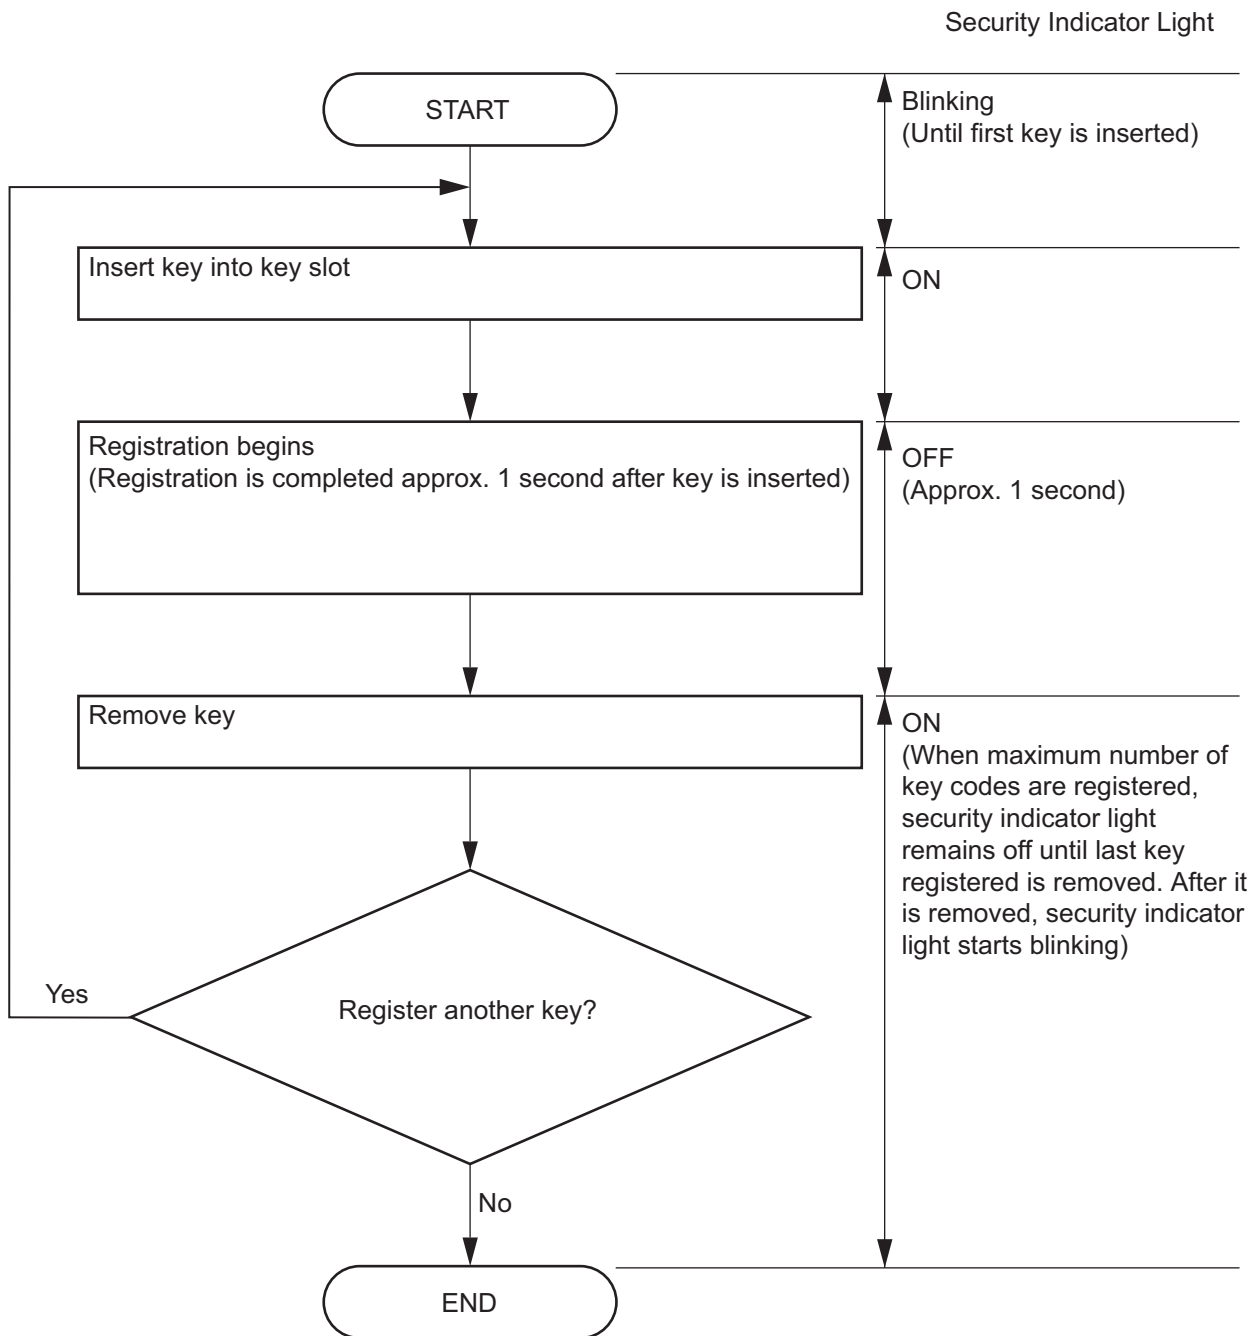 Security Indicator Light
START
Blinking
(Until first key is inserted)
Insert key into key slot
ON
Registration begins
(Registration is completed approx. 1 second after key is inserted)
OFF
(Approx. 1 second)
Remove key
ON
(When maximum number of
key codes are registered,
security indicator light
remains off until last key
registered is removed. After it
is removed, security indicator
light starts blinking)
Yes
Register another key?
No
END